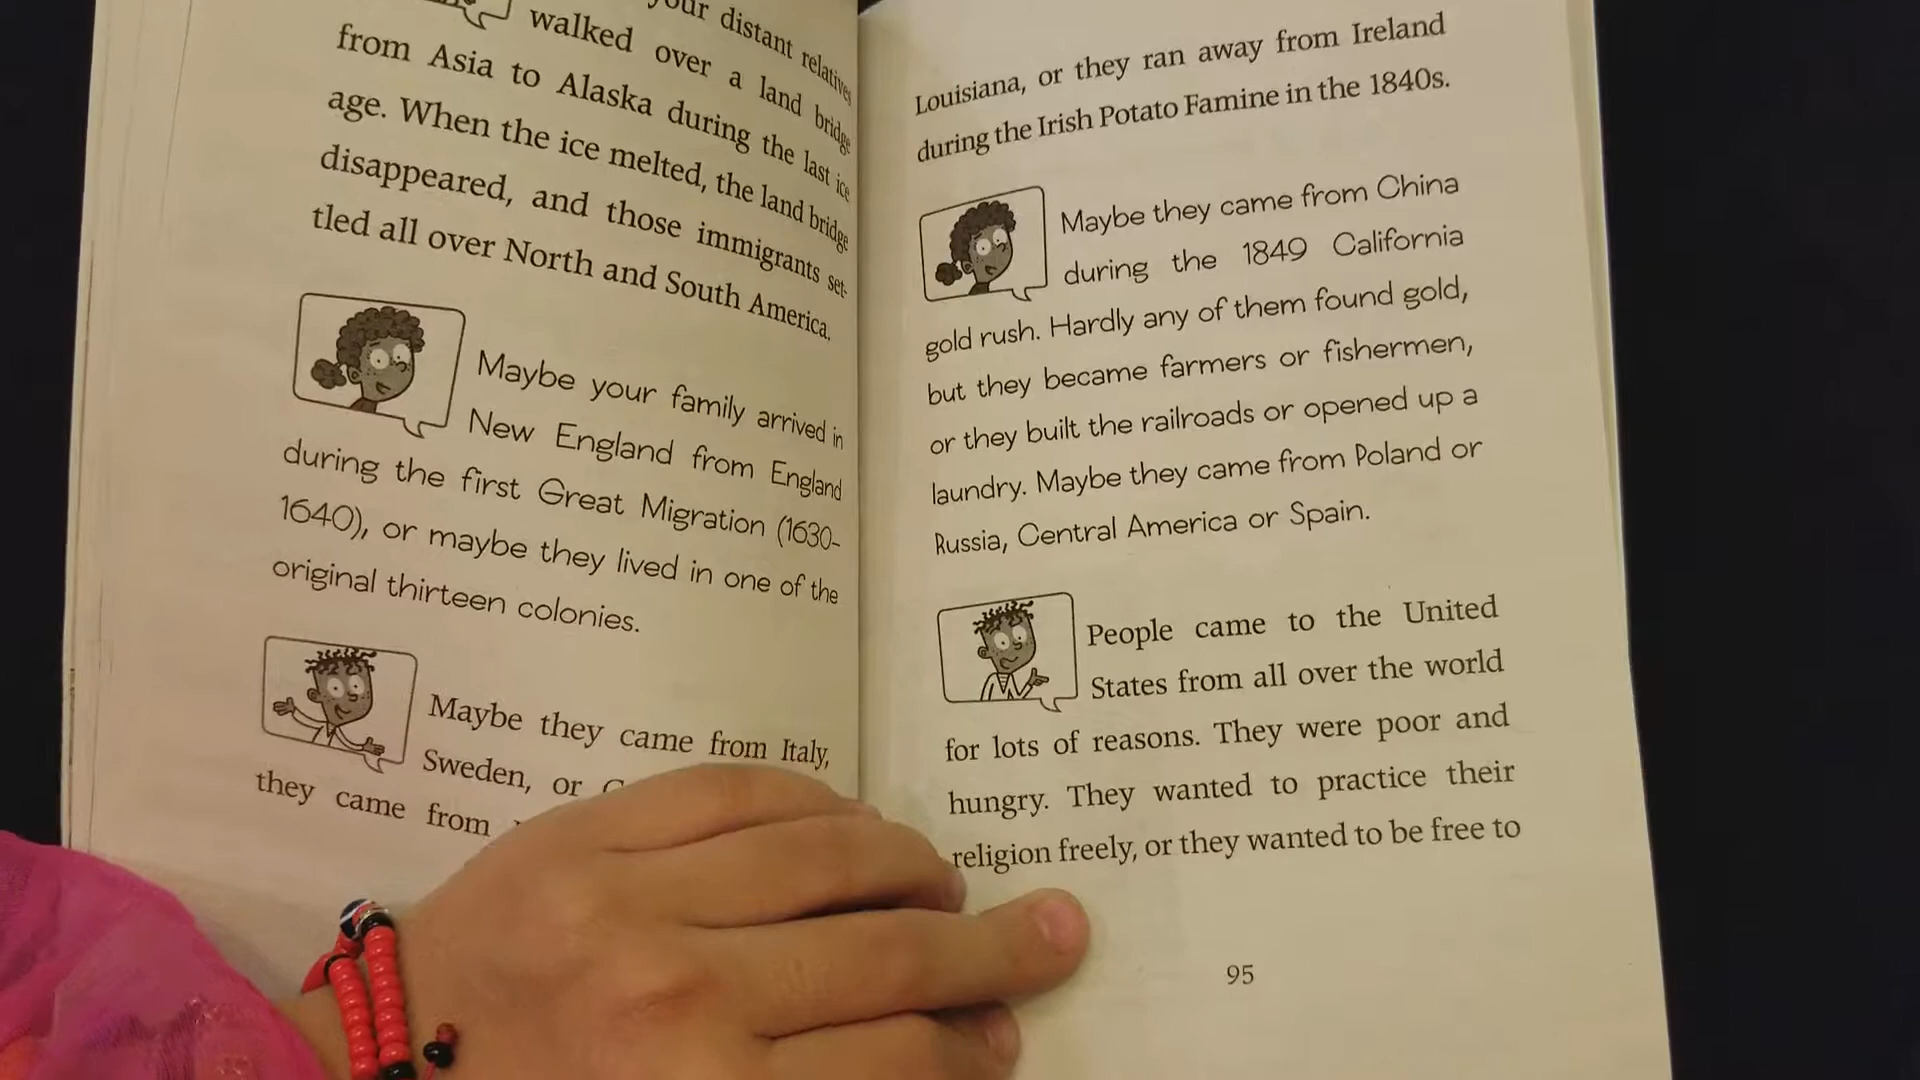 your distant relatives
walked over a land bridge
from Asia to Alaska during the last ice
age. When the ice melted, the land bridge
disappeared, and those immigrants set-
tled all over North and South America.
Maybe your family arrived in
New England from England
during the first Great Migration (1630–
1640), or maybe they lived in one of the
original thirteen colonies.
Maybe they came from Italy,
Sweden, or
they came from
Louisiana, or they ran away from Ireland
during the Irish Potato Famine in the 1840s.
Maybe they came from China
during the 1849 California
gold rush. Hardly any of them found gold,
but they became farmers or fishermen,
or they built the railroads or opened up a
laundry. Maybe they came from Poland or
Russia, Central America or Spain.
People came to the United
States from all over the world
for lots of reasons. They were poor and
hungry. They wanted to practice their
religion freely, or they wanted to be free to
95